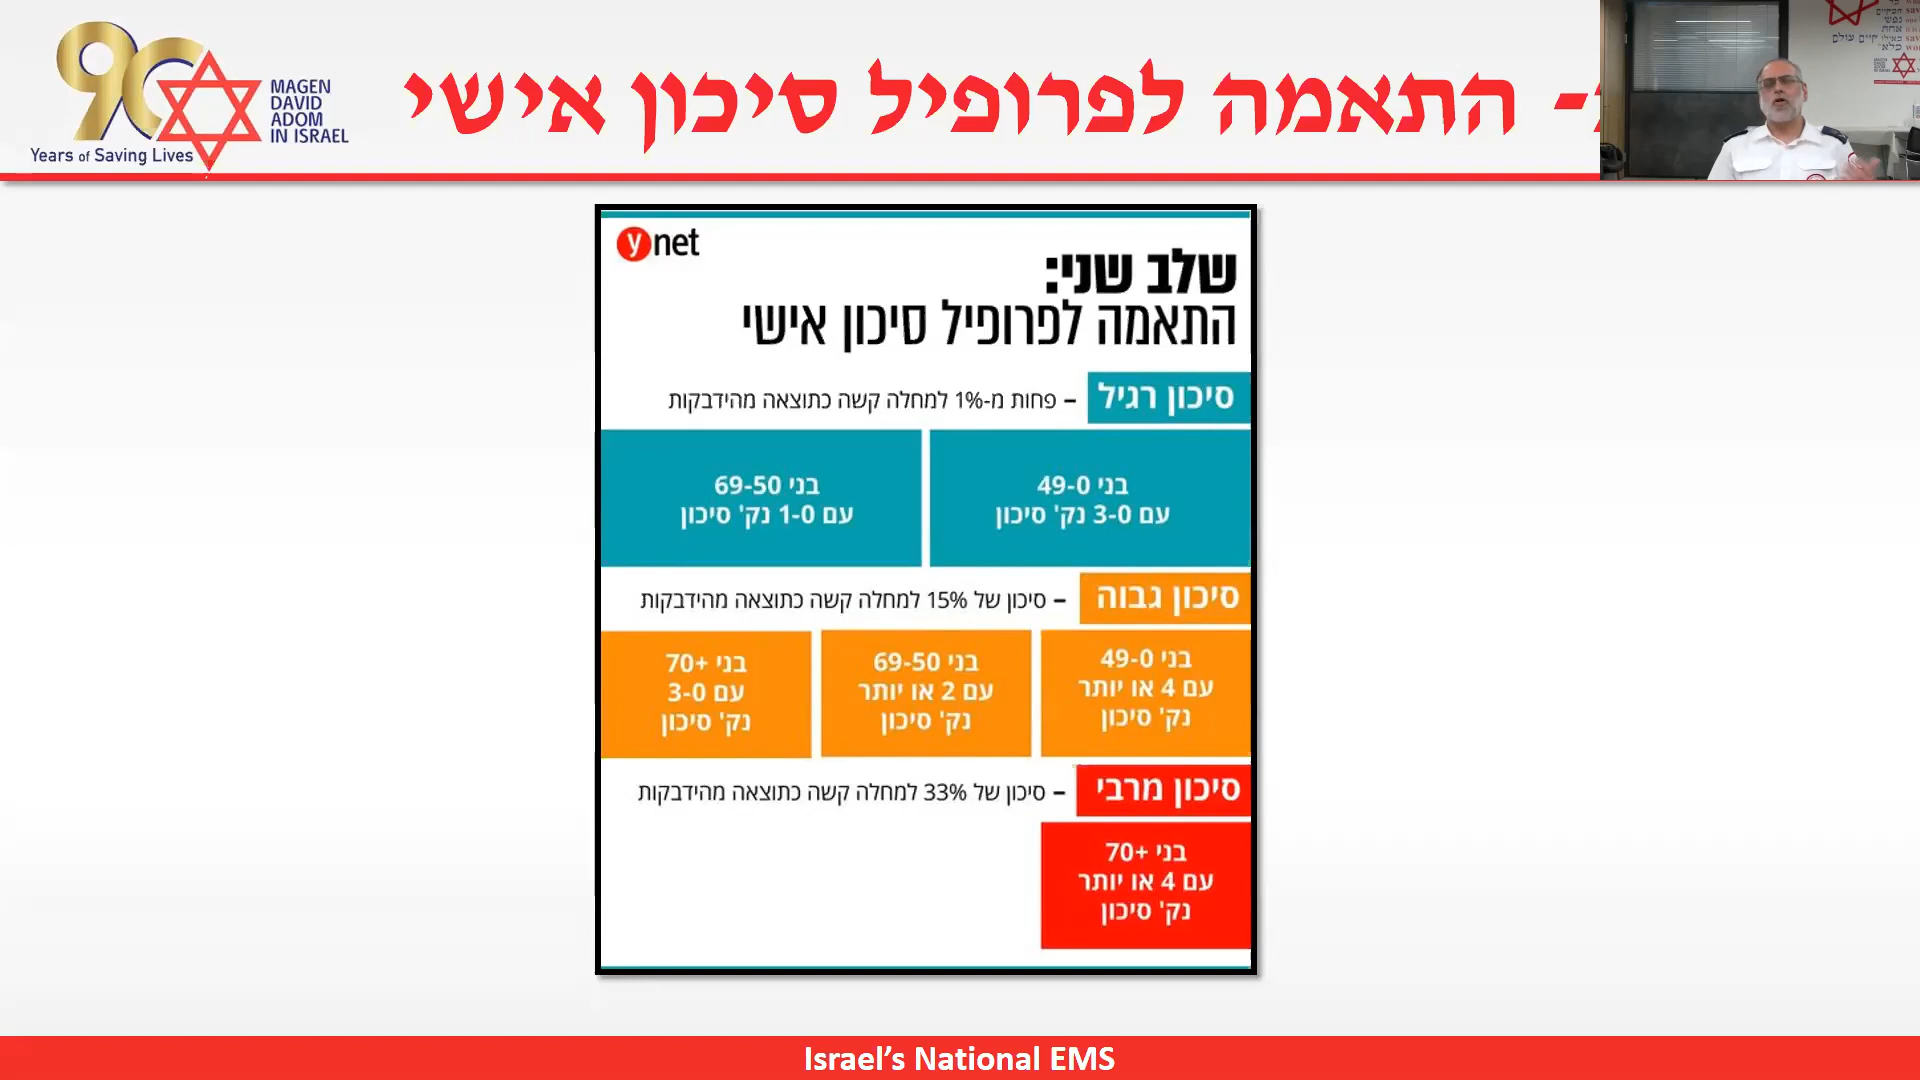 90
Years of Saving Lives
MAGEN
DAVID
ADOM
IN ISRAEL
- התאמה לפרופיל סיכון אישי
ynet
שלב שני:
התאמה לפרופיל סיכון אישי
סיכון רגיל – פחות מ-1% למחלה קשה כתוצאה מהידבקות
בני 49-0
עם 3-0 נק' סיכון
בני 69-50
עם 1-0 נק' סיכון
סיכון גבוה – סיכון של 15% למחלה קשה כתוצאה מהידבקות
בני 49-0
עם 4 או יותר
נק' סיכון
בני 69-50
עם 2 או יותר
נק' סיכון
בני +70
עם 3-0
נק' סיכון
סיכון מרבי – סיכון של 33% למחלה קשה כתוצאה מהידבקות
בני +70
עם 4 או יותר
נק' סיכון
Israel's National EMS